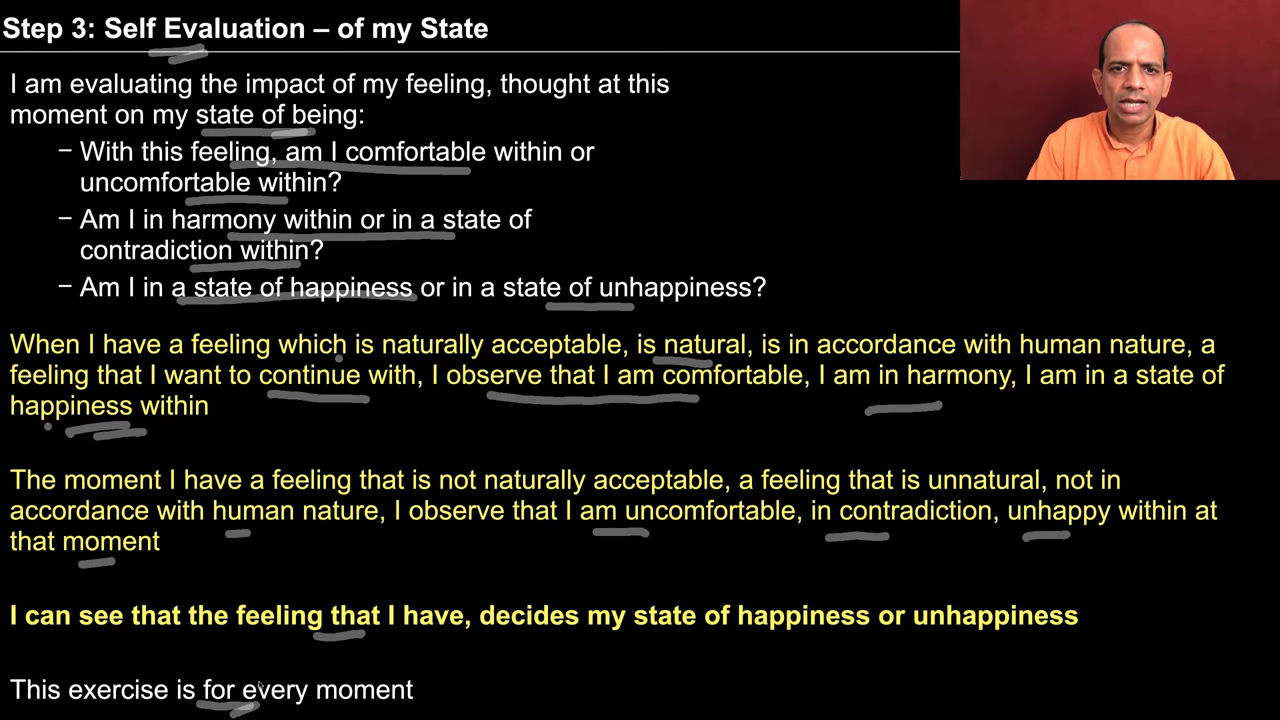 Step 3: Self Evaluation – of my State
I am evaluating the impact of my feeling, thought at this
moment on my state of being:
− With this feeling, am I comfortable within or
uncomfortable within?
− Am I in harmony within or in a state of
contradiction within?
− Am I in a state of happiness or in a state of unhappiness?
When I have a feeling which is naturally acceptable, is natural, is in accordance with human nature, a
feeling that I want to continue with, I observe that I am comfortable, I am in harmony, I am in a state of
happiness within
The moment I have a feeling that is not naturally acceptable, a feeling that is unnatural, not in
accordance with human nature, I observe that I am uncomfortable, in contradiction, unhappy within at
that moment
I can see that the feeling that I have, decides my state of happiness or unhappiness
This exercise is for every moment